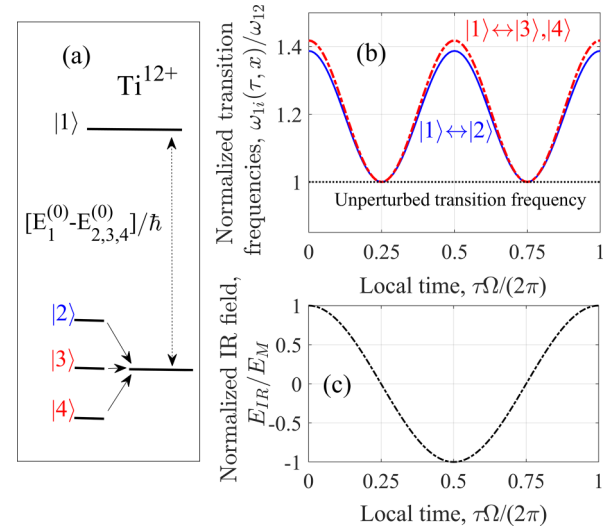 (a)
Ti¹²⁺
|1⟩
[E₁⁽⁰⁾-E₂,₃,₄⁽⁰⁾]/ħ
|2⟩
|3⟩
|4⟩
Normalized transition
frequencies, ω₁ᵢ(τ, x)/ω₁₂
1.4
1.2
1
(b)
|1⟩↔|3⟩,|4⟩
|1⟩↔|2⟩
Unperturbed transition frequency
0
0.25
0.5
0.75
1
Local time, τΩ/(2π)
Normalized IR field,
E_IR/E_M
1
0.5
0
-0.5
-1
(c)
0
0.25
0.5
0.75
1
Local time, τΩ/(2π)